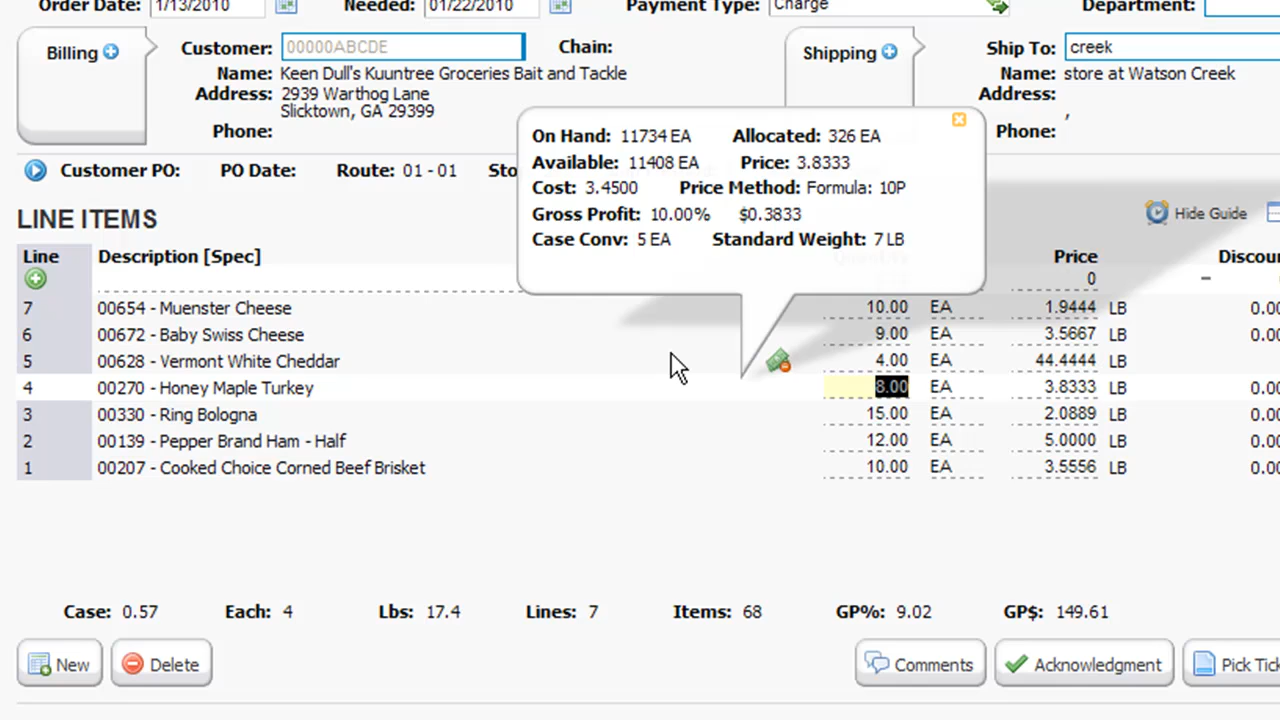 Order Date: 1/13/2010 Needed: 01/22/2010 Payment Type: Charge Department:
Billing Customer: 00000ABCDE Chain: Shipping Ship To: creek
Name: Keen Dull's Kuuntree Groceries Bait and Tackle Name: store at Watson Creek
Address: 2939 Warthog Lane Address:
Slicktown, GA 29399 ,
Phone: Phone:
Customer PO: PO Date: Route: 01 - 01 Sto
On Hand: 11734 EA Allocated: 326 EA
Available: 11408 EA Price: 3.8333
Cost: 3.4500 Price Method: Formula: 10P
Gross Profit: 10.00% $0.3833
Case Conv: 5 EA Standard Weight: 7 LB
LINE ITEMS Hide Guide
Line Description [Spec] Price Discoun
0 –
7 00654 - Muenster Cheese 10.00 EA 1.9444 LB 0.00
6 00672 - Baby Swiss Cheese 9.00 EA 3.5667 LB 0.00
5 00628 - Vermont White Cheddar 4.00 EA 44.4444 LB
4 00270 - Honey Maple Turkey 8.00 EA 3.8333 LB 0.00
3 00330 - Ring Bologna 15.00 EA 2.0889 LB 0.00
2 00139 - Pepper Brand Ham - Half 12.00 EA 5.0000 LB 0.00
1 00207 - Cooked Choice Corned Beef Brisket 10.00 EA 3.5556 LB 0.00
Case: 0.57 Each: 4 Lbs: 17.4 Lines: 7 Items: 68 GP%: 9.02 GP$: 149.61
New Delete Comments Acknowledgment Pick Tick